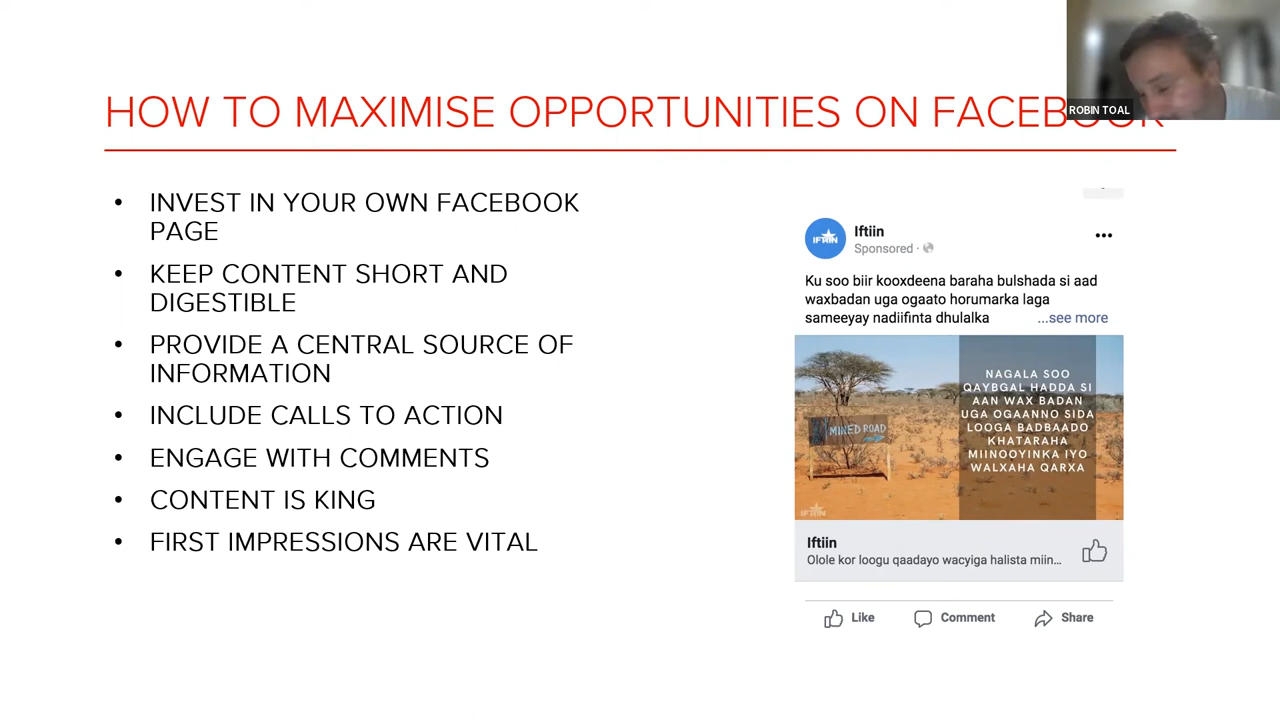 HOW TO MAXIMISE OPPORTUNITIES ON FACEBOOK
ROBIN TOAL
• INVEST IN YOUR OWN FACEBOOK
PAGE
• KEEP CONTENT SHORT AND
DIGESTIBLE
• PROVIDE A CENTRAL SOURCE OF
INFORMATION
• INCLUDE CALLS TO ACTION
• ENGAGE WITH COMMENTS
• CONTENT IS KING
• FIRST IMPRESSIONS ARE VITAL
IFTIIN
Iftiin
Sponsored ·
Ku soo biir kooxdeena baraha bulshada si aad
waxbadan uga ogaato horumarka laga
sameeyay nadiifinta dhulalka ...see more
MINED ROAD
NAGALA SOO
QAYBGAL HADDA SI
AAN WAX BADAN
UGA OGAANNO SIDA
LOOGA BADBAADO
KHATARAHA
MIINOOYINKA IYO
WALXAHA QARXA
IFTIIN
Iftiin
Olole kor loogu qaadayo wacyiga halista miin...
Like Comment Share